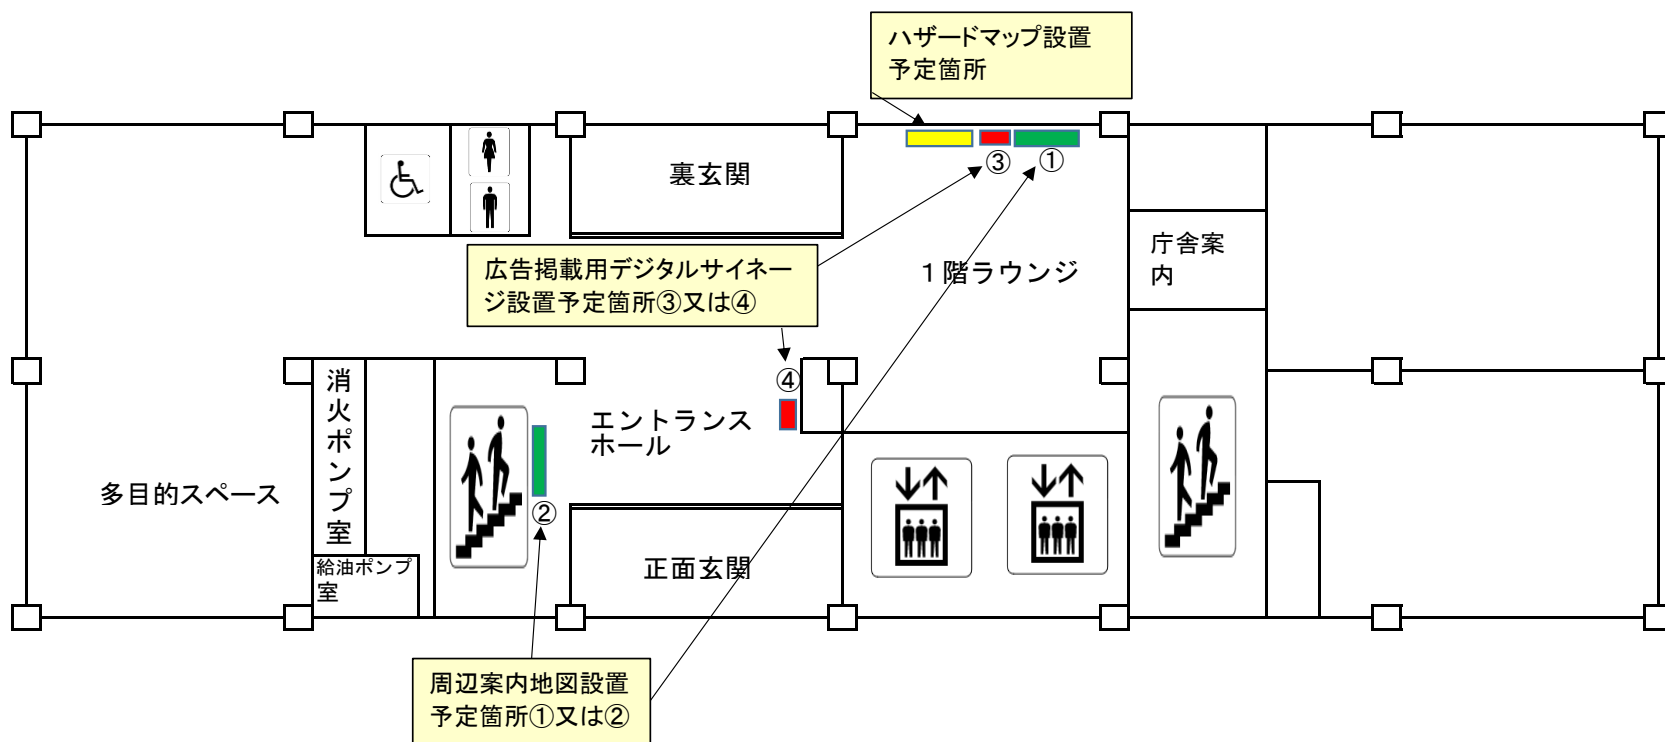 ハザードマップ設置
予定箇所
裏玄関
③
①
広告掲載用デジタルサイネー
ジ設置予定箇所③又は④
１階ラウンジ
庁舎案
内
消火ポンプ室
④
エントランス
ホール
多目的スペース
②
給油ポンプ
室
正面玄関
周辺案内地図設置
予定箇所①又は②